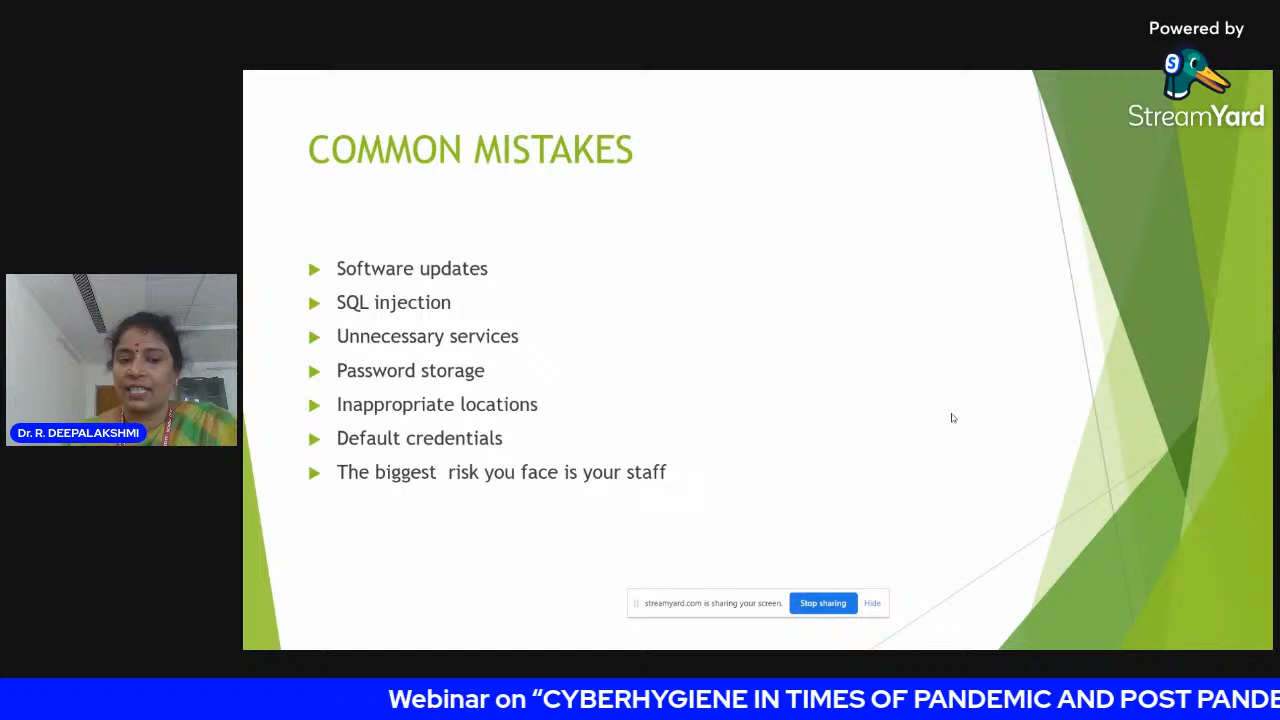 Powered by
StreamYard
COMMON MISTAKES
Software updates
SQL injection
Unnecessary services
Password storage
Inappropriate locations
Default credentials
The biggest risk you face is your staff
Dr. R. DEEPALAKSHMI
streamyard.com is sharing your screen.
Stop sharing
Hide
Webinar on “CYBERHYGIENE IN TIMES OF PANDEMIC AND POST PANDE